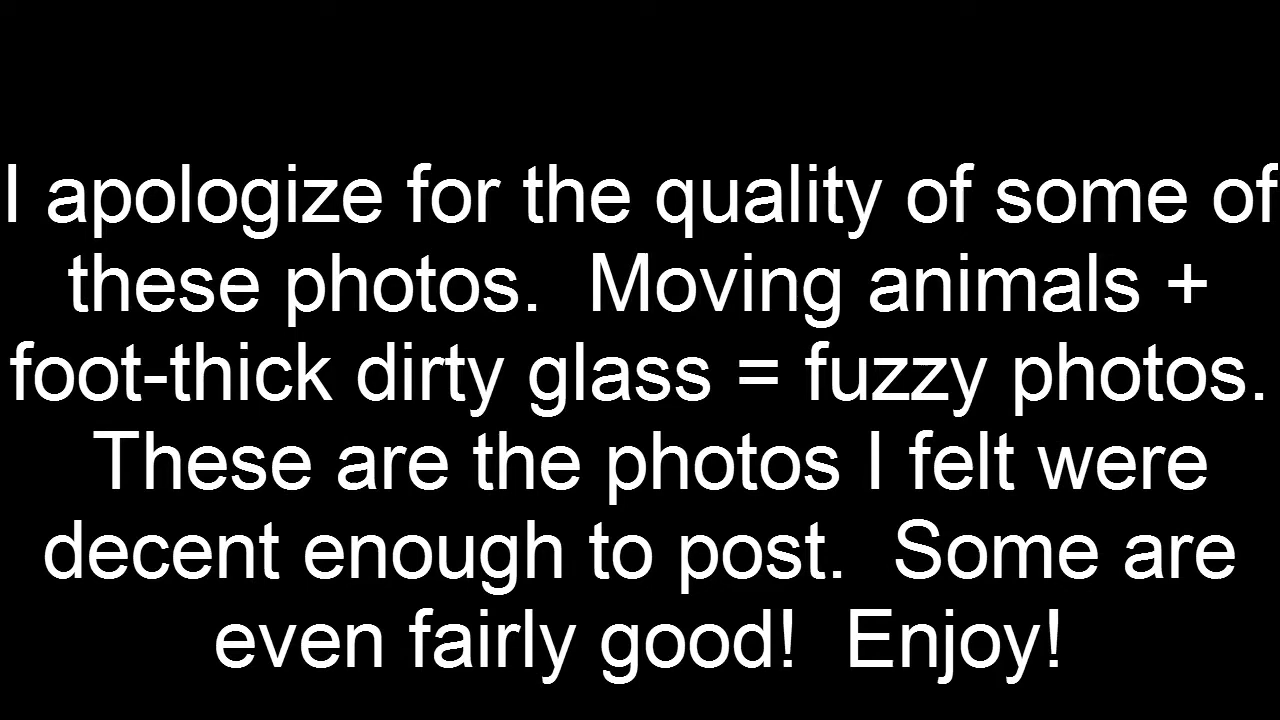 I apologize for the quality of some of
these photos.  Moving animals +
foot-thick dirty glass = fuzzy photos.
These are the photos I felt were
decent enough to post.  Some are
even fairly good!  Enjoy!